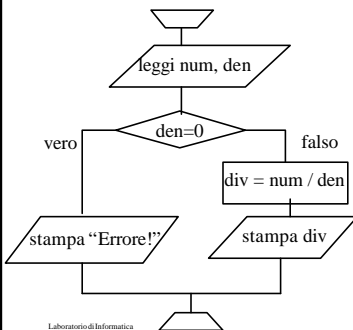 leggi num, den
den=0
vero
falso
div = num / den
stampa “Errore!”
stampa div
Laboratorio di Informatica